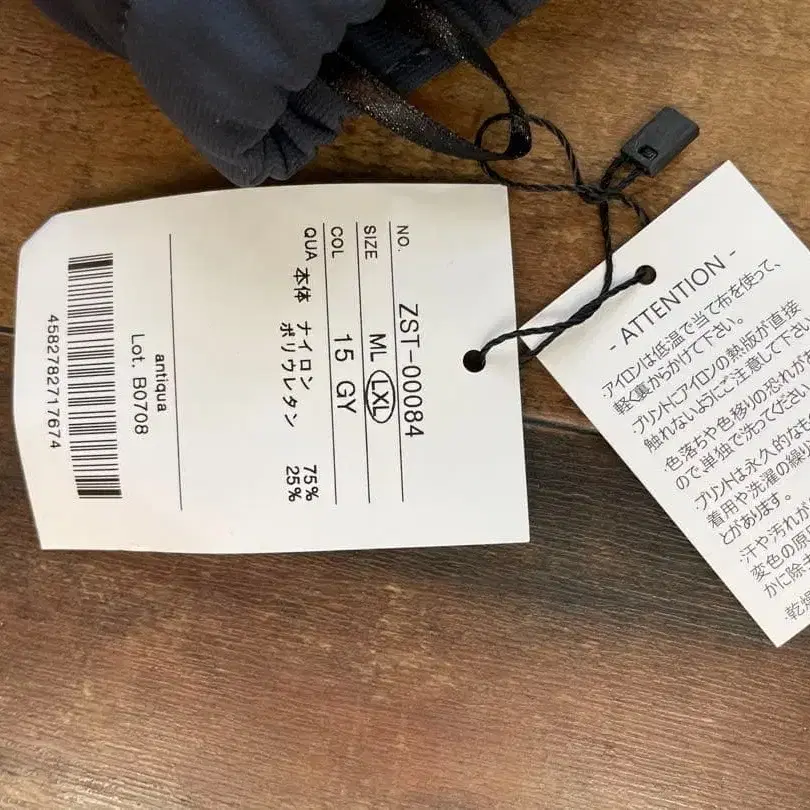 NO. ZST-00084
SIZE ML LXL
COL 15 GY
QUA 本体 ナイロン 75%
ポリウレタン 25%
antiqua
Lot. B0708
4582782717674
- ATTENTION -
・アイロンは低温で当て布を使って、
軽く裏からかけて下さい。
・プリントにアイロンの熱版が直接
触れないようにご注意して下さい
色落ちや色移りの恐れが
ので、単独で洗ってくださ
・プリントは永久的なも
着用や洗濯の繰り
とがあります。
・汗や汚れが
変色の原
かに除
・乾燥